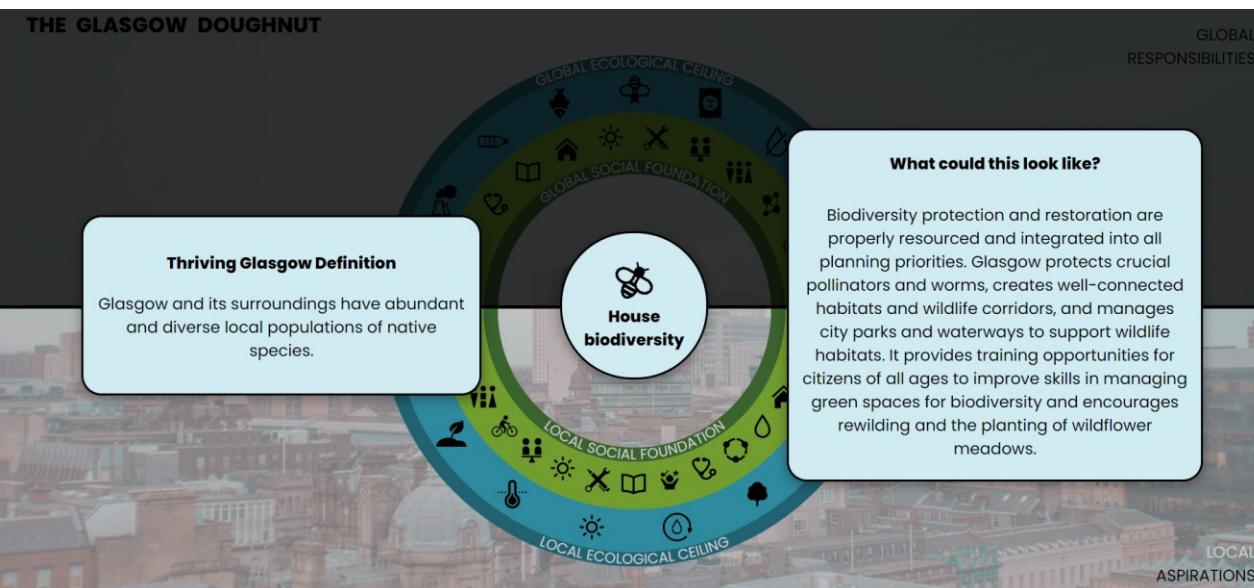 THE GLASGOW DOUGHNUT
GLOBAL
RESPONSIBILITIES
GLOBAL ECOLOGICAL CEILING
GLOBAL SOCIAL FOUNDATION
Thriving Glasgow Definition
Glasgow and its surroundings have abundant
and diverse local populations of native
species.
House
biodiversity
What could this look like?
Biodiversity protection and restoration are
properly resourced and integrated into all
planning priorities. Glasgow protects crucial
pollinators and worms, creates well-connected
habitats and wildlife corridors, and manages
city parks and waterways to support wildlife
habitats. It provides training opportunities for
citizens of all ages to improve skills in managing
green spaces for biodiversity and encourages
rewilding and the planting of wildflower
meadows.
LOCAL SOCIAL FOUNDATION
LOCAL ECOLOGICAL CEILING
LOCAL
ASPIRATIONS